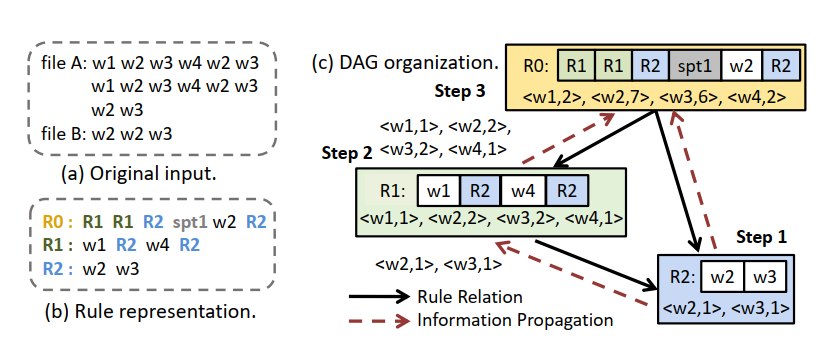 file A: w1 w2 w3 w4 w2 w3
w1 w2 w3 w4 w2 w3
w2 w3
file B: w2 w2 w3
(a) Original input.
R0 : R1 R1 R2 spt1 w2 R2
R1 : w1 R2 w4 R2
R2 : w2 w3
(b) Rule representation.
(c) DAG organization.
Step 3
R0: R1 R1 R2 spt1 w2 R2
<w1,2>, <w2,7>, <w3,6>, <w4,2>
<w1,1>, <w2,2>,
<w3,2>, <w4,1>
Step 2
R1: w1 R2 w4 R2
<w1,1>, <w2,2>, <w3,2>, <w4,1>
Step 1
R2: w2 w3
<w2,1>, <w3,1>
<w2,1>, <w3,1>
Rule Relation
Information Propagation